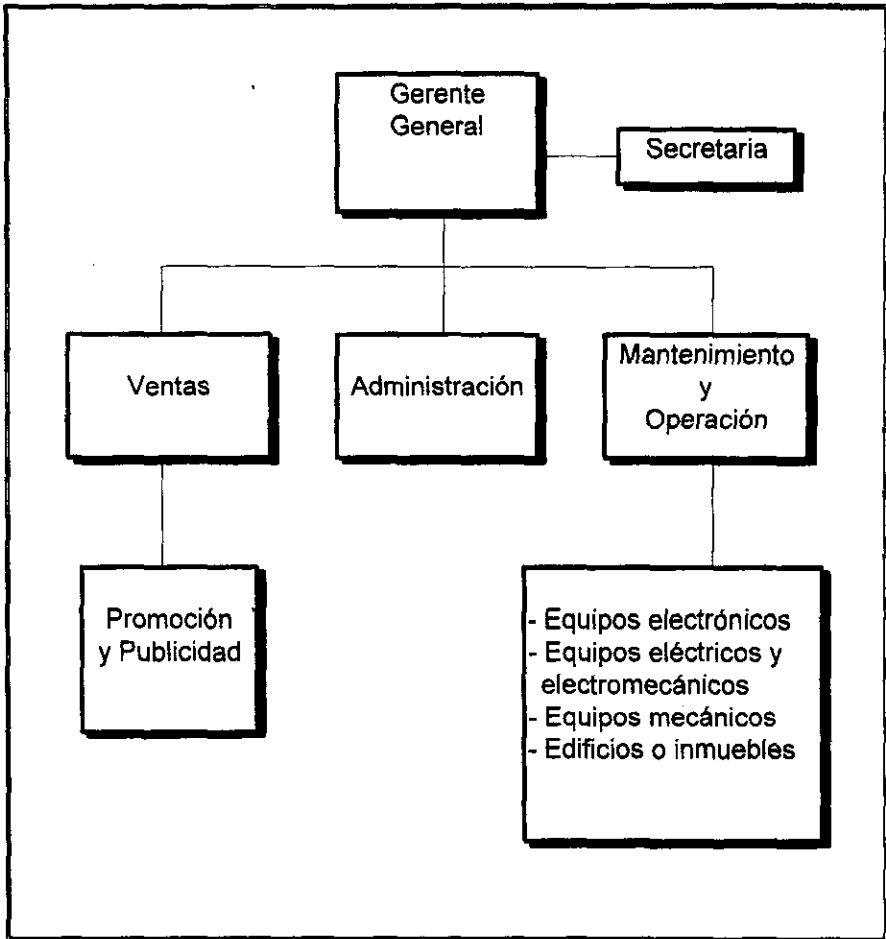 Gerente
General
Secretaria
Ventas
Administración
Mantenimiento
y
Operación
Promoción
y Publicidad
- Equipos electrónicos
- Equipos eléctricos y
electromecánicos
- Equipos mecánicos
- Edificios o inmuebles